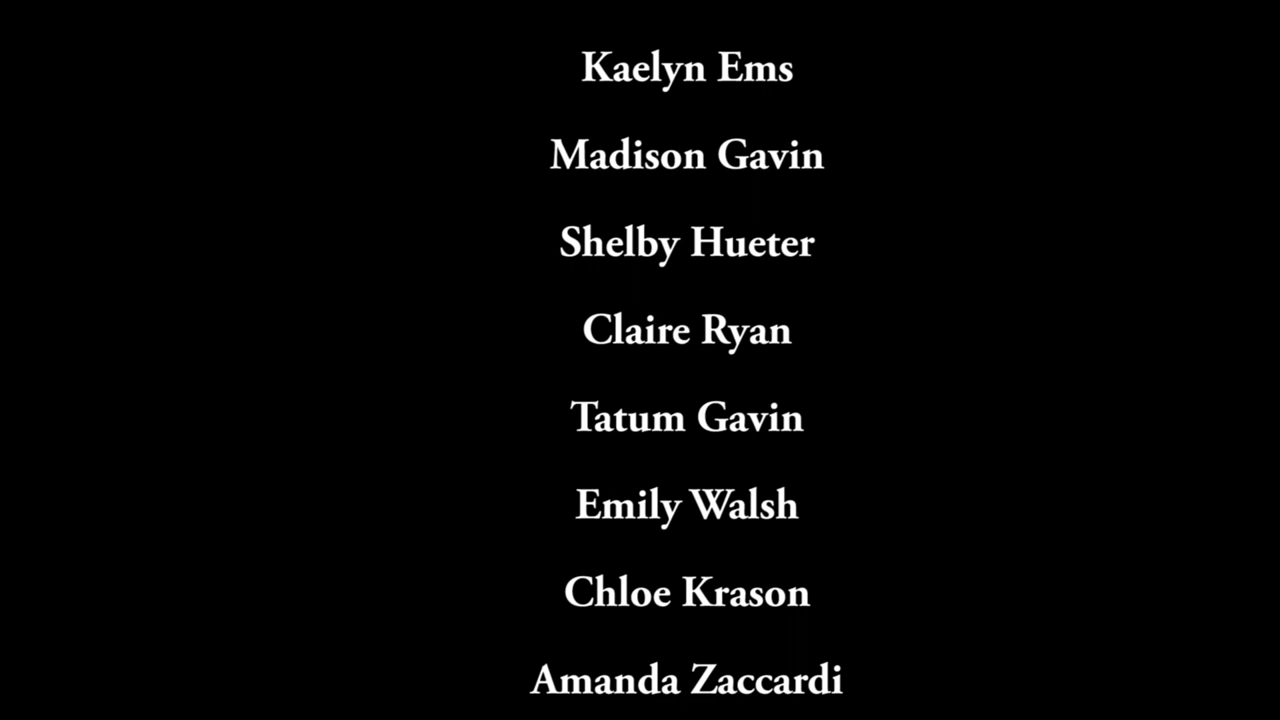 Kaelyn Ems
Madison Gavin
Shelby Hueter
Claire Ryan
Tatum Gavin
Emily Walsh
Chloe Krason
Amanda Zaccardi